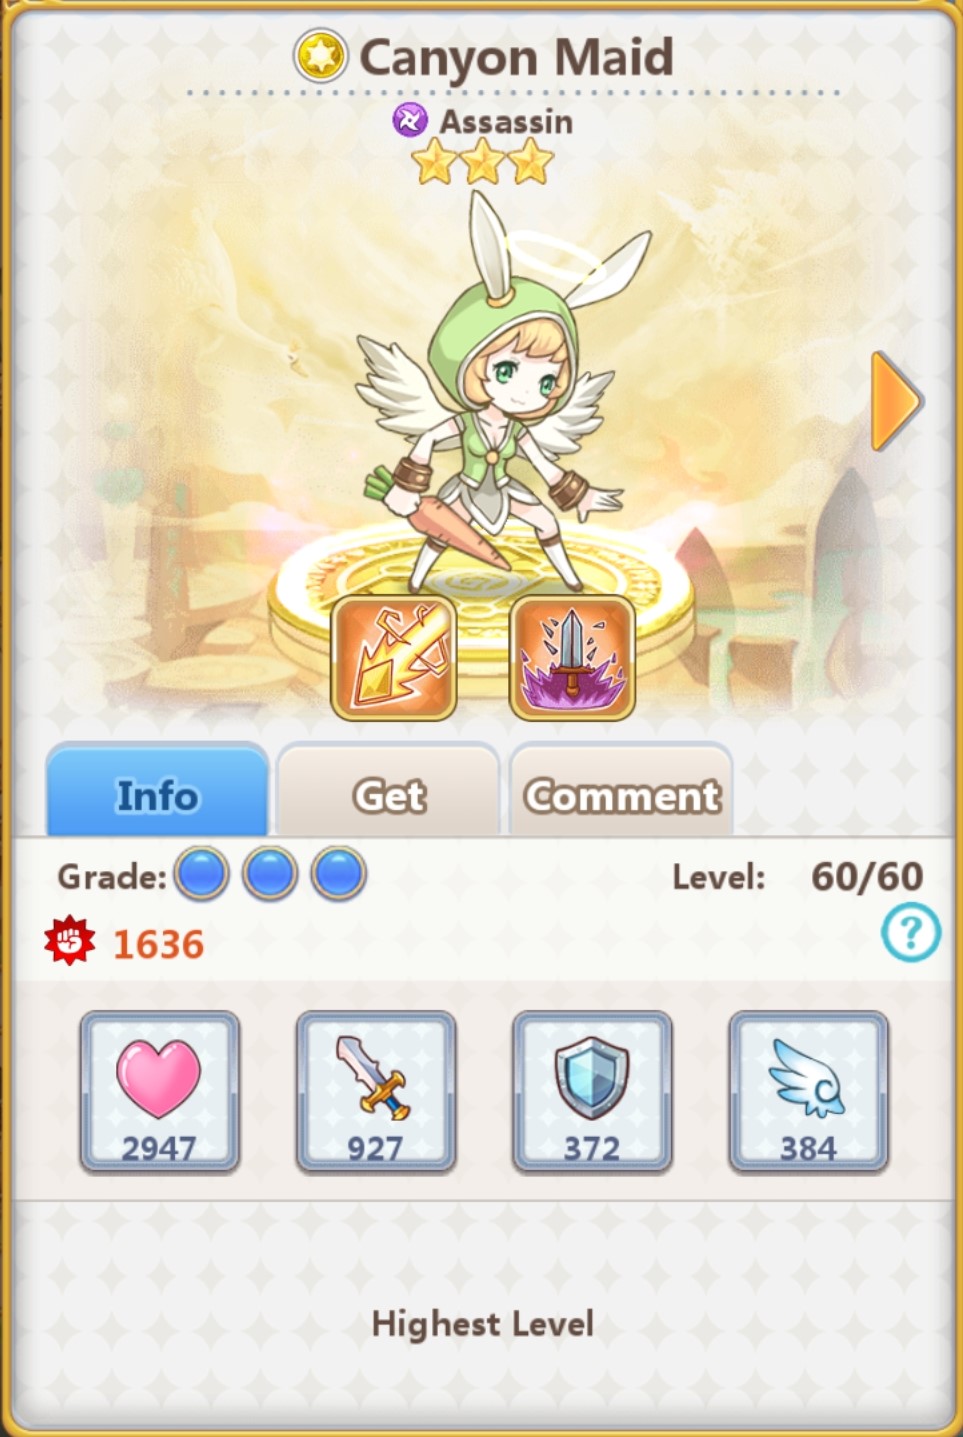 Canyon Maid
Assassin
Info Get Comment
Grade: Level: 60/60
1636 ?
2947 927 372 384
Highest Level